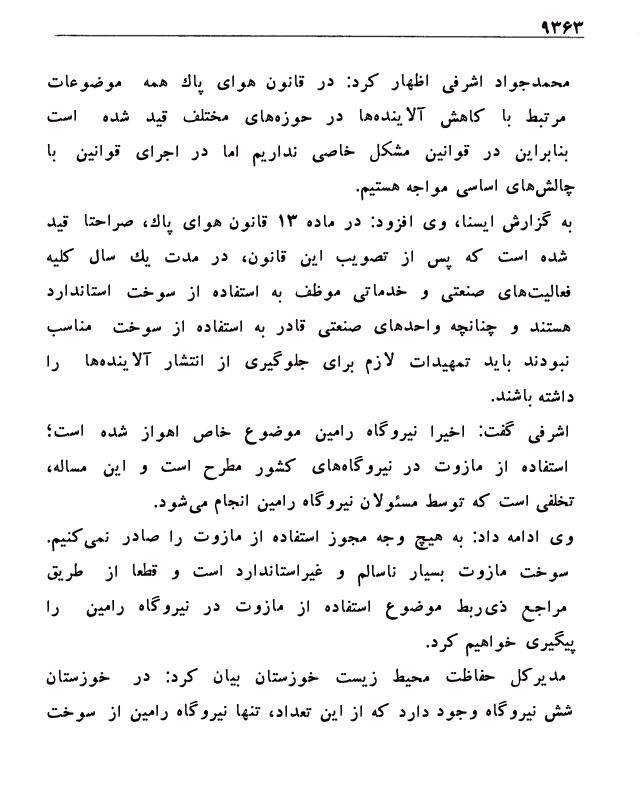 ۹۳۶۳
محمدجواد اشرفی اظهار کرد: در قانون هوای پاك همه موضوعات
مرتبط با کاهش آلاینده‌ها در حوزه‌های مختلف قید شده است
بنابراین در قوانین مشکل خاصی نداریم اما در اجرای قوانین با
چالش‌های اساسی مواجه هستیم.
به گزارش ایسنا، وی افزود: در ماده ۱۳ قانون هوای پاك، صراحتا قید
شده است که پس از تصویب این قانون، در مدت یك سال کلیه
فعالیت‌های صنعتی و خدماتی موظف به استفاده از سوخت استاندارد
هستند و چنانچه واحدهای صنعتی قادر به استفاده از سوخت مناسب
نبودند باید تمهیدات لازم برای جلوگیری از انتشار آلاینده‌ها را
داشته باشند.
اشرفی گفت: اخیرا نیروگاه رامین موضوع خاص اهواز شده است؛
استفاده از مازوت در نیروگاه‌های کشور مطرح است و این مساله،
تخلفی است که توسط مسئولان نیروگاه رامین انجام می‌شود.
وی ادامه داد: به هیچ وجه مجوز استفاده از مازوت را صادر نمی‌کنیم.
سوخت مازوت بسیار ناسالم و غیراستاندارد است و قطعا از طریق
مراجع ذی‌ربط موضوع استفاده از مازوت در نیروگاه رامین را
پیگیری خواهیم کرد.
مدیرکل حفاظت محیط زیست خوزستان بیان کرد: در خوزستان
شش نیروگاه وجود دارد که از این تعداد، تنها نیروگاه رامین از سوخت